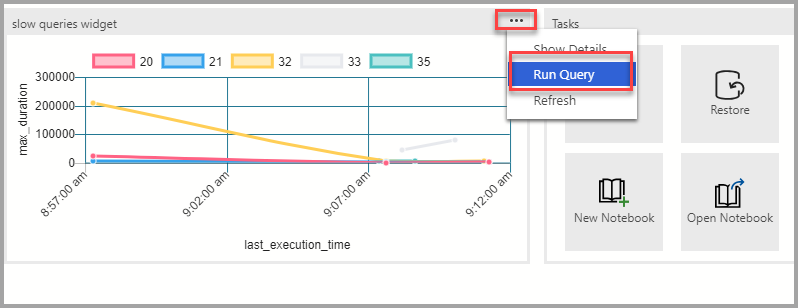 slow queries widget
...
Tasks
Show Details
Run Query
Refresh
Restore
New Notebook
Open Notebook
20 21 32 33 35
max_duration
300000
200000
100000
0
8:57:00 am
9:02:00 am
9:07:00 am
9:12:00 am
last_execution_time